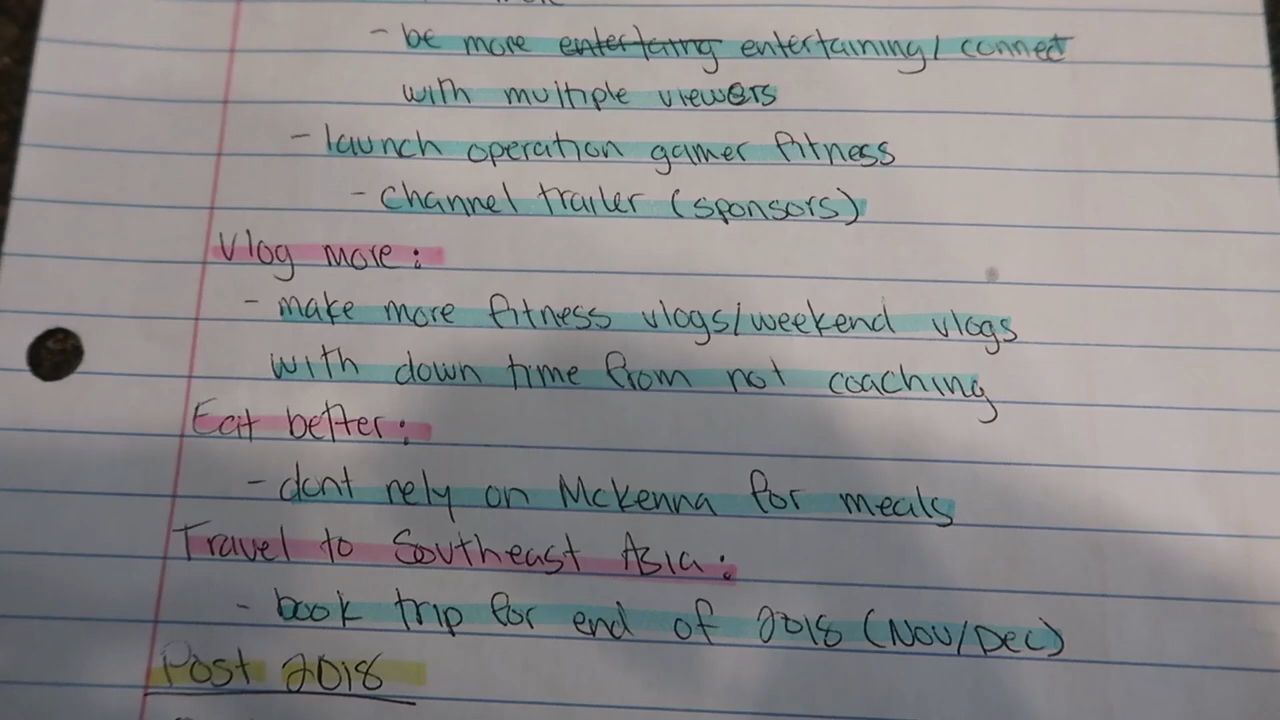 - be more entertaing entertaining/connect
with multiple viewers
- launch operation gamer fitness
- channel trailer (sponsors)
Vlog more:
- make more fitness vlogs/weekend vlogs
with down time from not coaching
Eat better:
- dont rely on McKenna for meals
Travel to Southeast Asia:
- book trip for end of 2018 (Nov/Dec)
Post 2018